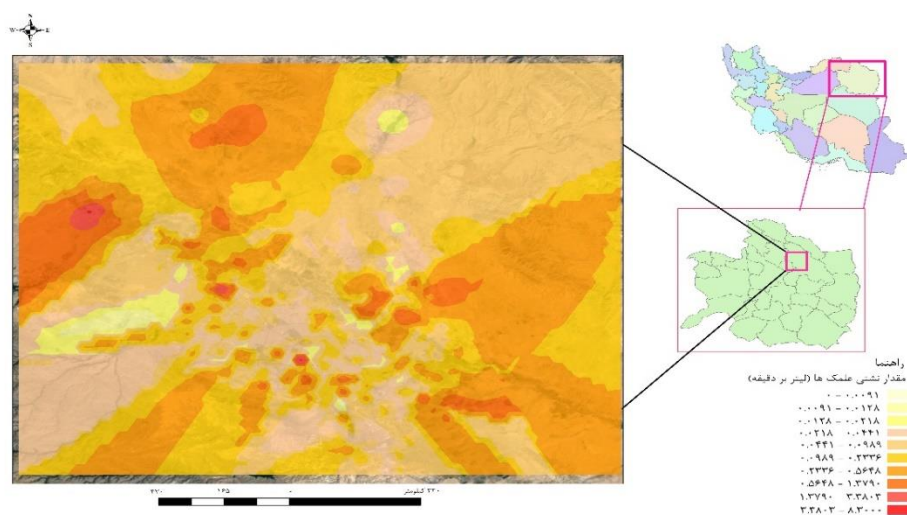 N
W E
S
راهنما
مقدار نشتی علمک ها (لیتر بر دقیقه)
۰ - ۰.۰۰۹۱
۰.۰۰۹۱ - ۰.۰۱۲۸
۰.۰۱۲۸ - ۰.۰۲۱۸
۰.۰۲۱۸ - ۰.۰۴۴۱
۰.۰۴۴۱ - ۰.۰۹۸۹
۰.۰۹۸۹ - ۰.۲۳۳۶
۰.۲۳۳۶ - ۰.۵۶۴۸
۰.۵۶۴۸ - ۱.۳۷۹۰
۱.۳۷۹۰ - ۳.۳۸۰۳
۳.۳۸۰۳ - ۸.۳۰۰۰
۱۶۵ ۰ کیلومتر